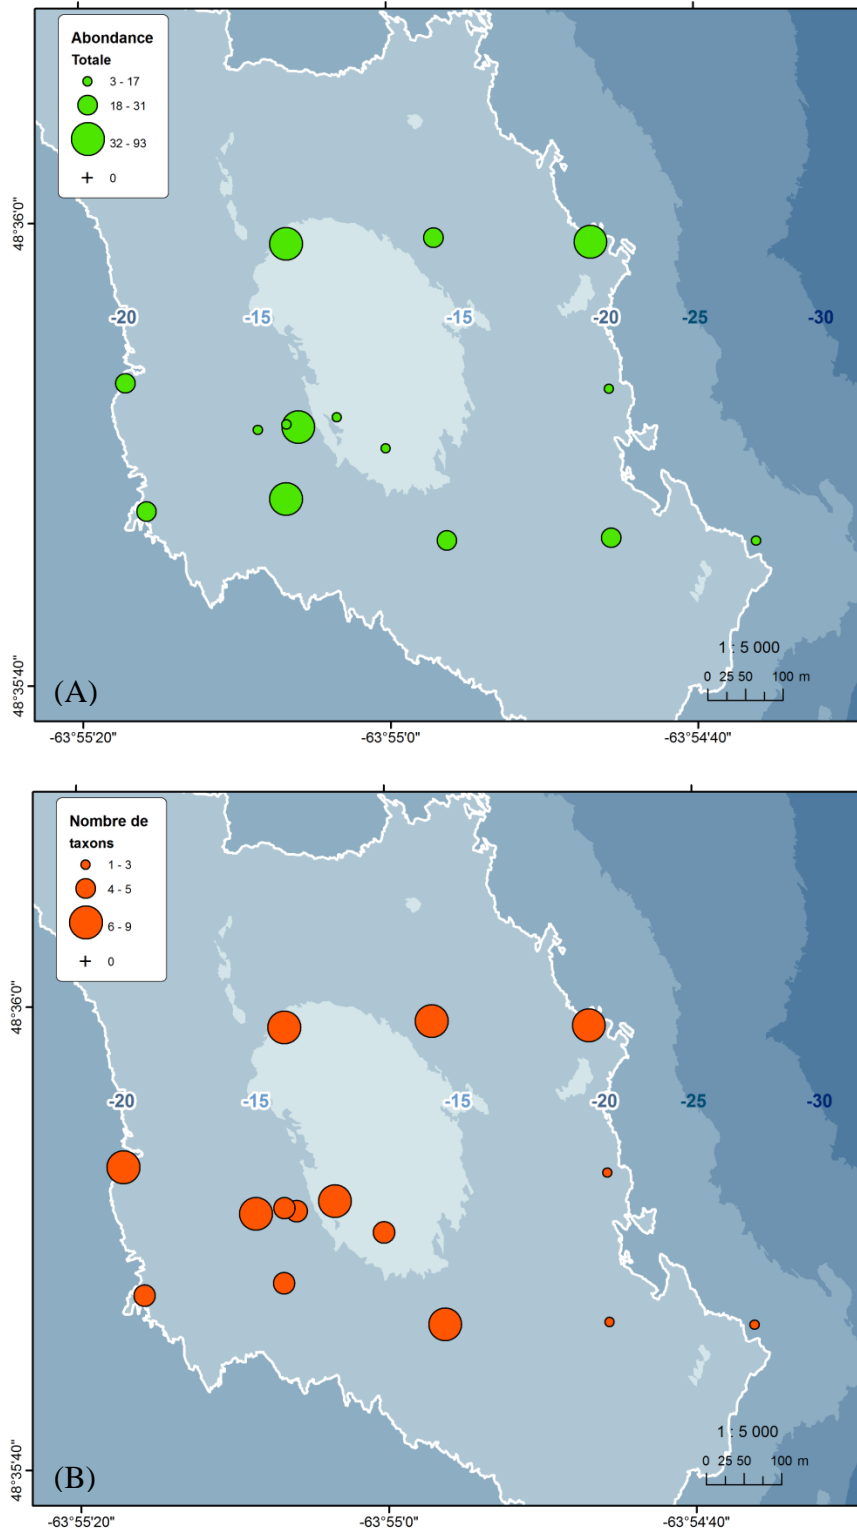 Abondance
Totale
3 - 17
18 - 31
32 - 93
0
48°36'0"
-20
-15
-15
-20
-25
-30
1 : 5 000
0 25 50 100 m
48°35'40"
(A)
-63°55'20"
-63°55'0"
-63°54'40"
Nombre de
taxons
1 - 3
4 - 5
6 - 9
0
48°36'0"
-20
-15
-15
-20
-25
-30
1 : 5 000
0 25 50 100 m
48°35'40"
(B)
-63°55'20"
-63°55'0"
-63°54'40"